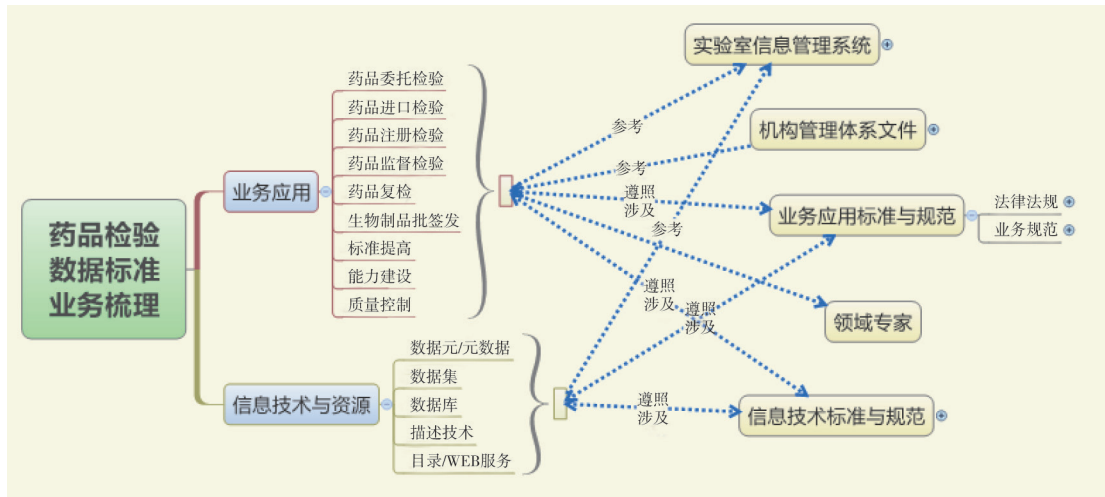 药品检验
数据标准
业务梳理
业务应用
药品委托检验
药品进口检验
药品注册检验
药品监督检验
药品复检
生物制品批签发
标准提高
能力建设
质量控制
信息技术与资源
数据元/元数据
数据集
数据库
描述技术
目录/WEB服务
参考
参考
遵照
涉及
参考
遵照
涉及
遵照
涉及
遵照
涉及
实验室信息管理系统
机构管理体系文件
业务应用标准与规范
法律法规
业务规范
领域专家
信息技术标准与规范